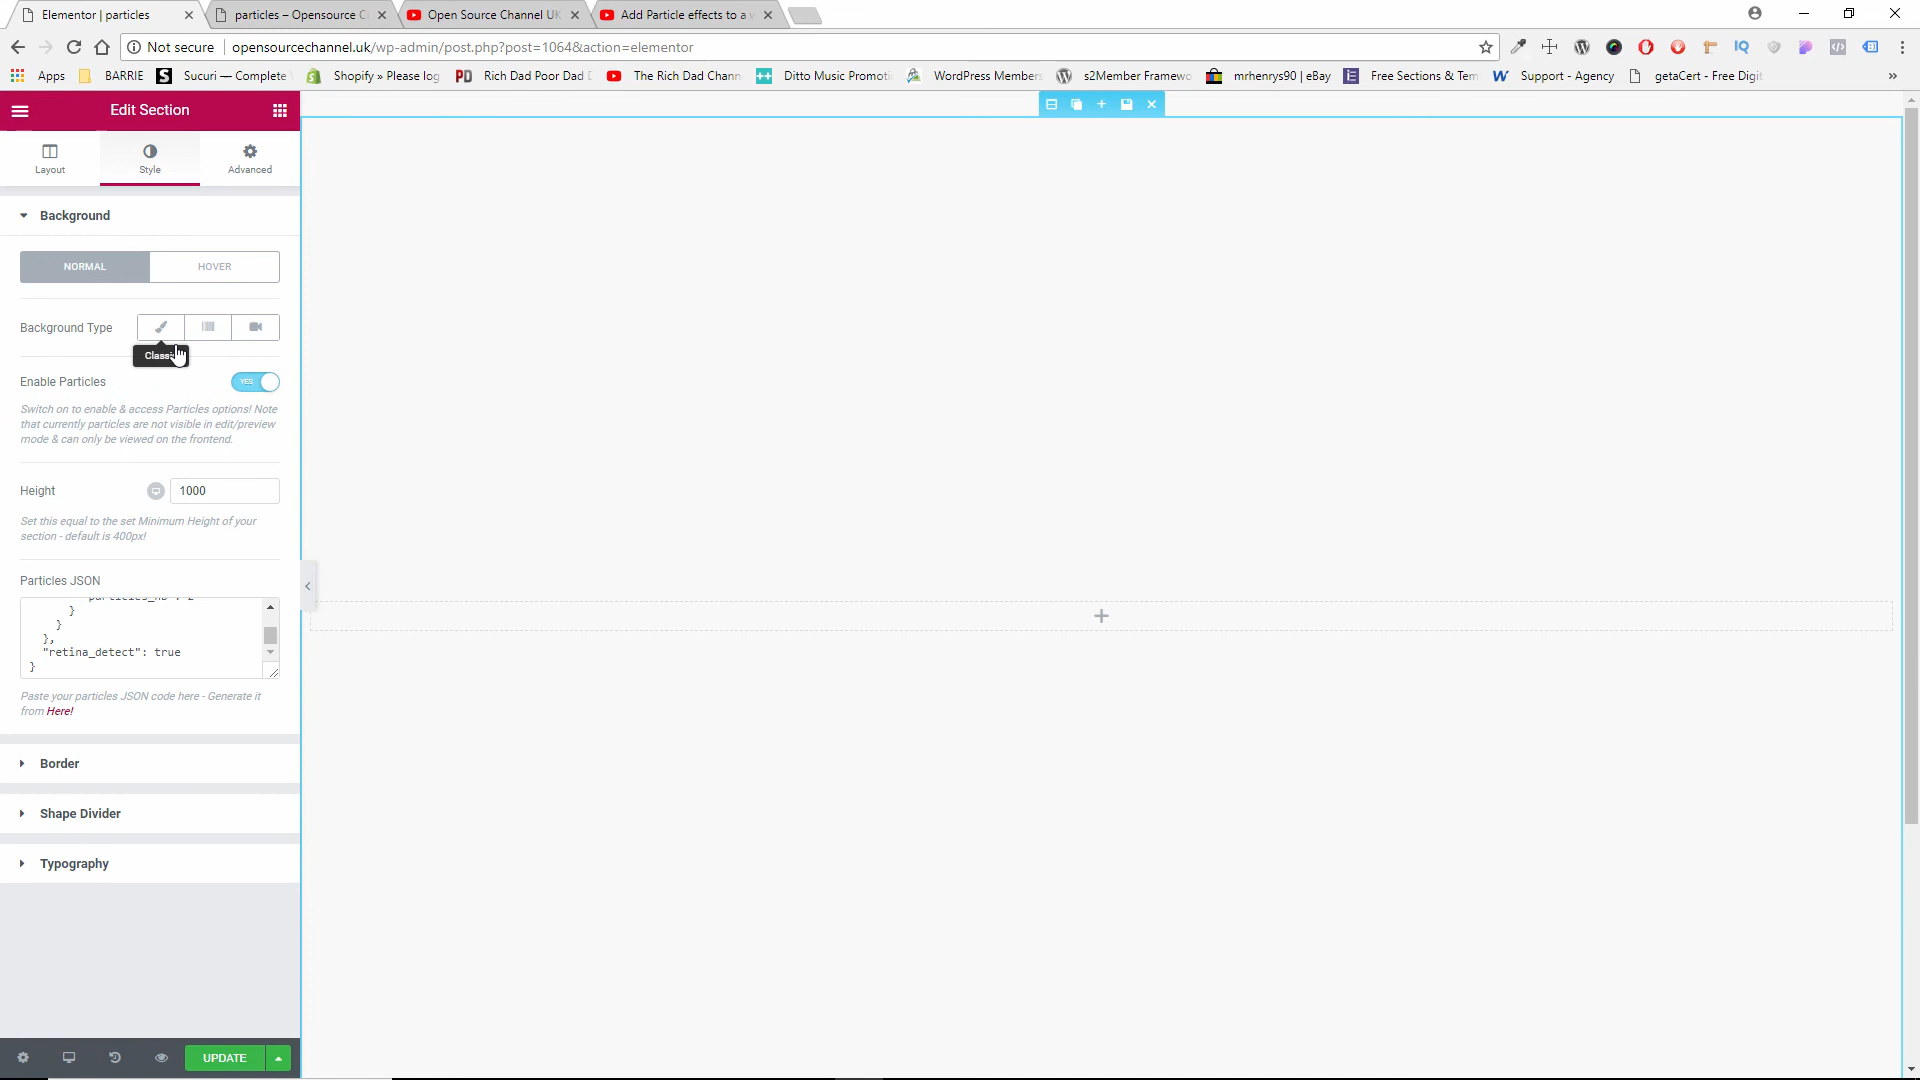 Elementor | particles
particles – Opensource C
Open Source Channel UK
Add Particle effects to a w
Not secure
opensourcechannel.uk/wp-admin/post.php?post=1064&action=elementor
Apps
BARRIE
S
Sucuri — Complete
Shopify » Please log
PD
Rich Dad Poor Dad
The Rich Dad Chann
Ditto Music Promoti
WordPress Members
s2Member Framewo
mrhenrys90 | eBay
Free Sections & Tem
W
Support - Agency
getaCert - Free Digit
»
Edit Section
Layout
Style
Advanced
Background
NORMAL
HOVER
Background Type
Enable Particles
YES
Switch on to enable & access Particles options! Note
that currently particles are not visible in edit/preview
mode & can only be viewed on the frontend.
Height
1000
Set this equal to the set Minimum Height of your
section - default is 400px!
Particles JSON
}
}
},
"retina_detect": true
}
Paste your particles JSON code here - Generate it
from Here!
Border
Shape Divider
Typography
UPDATE